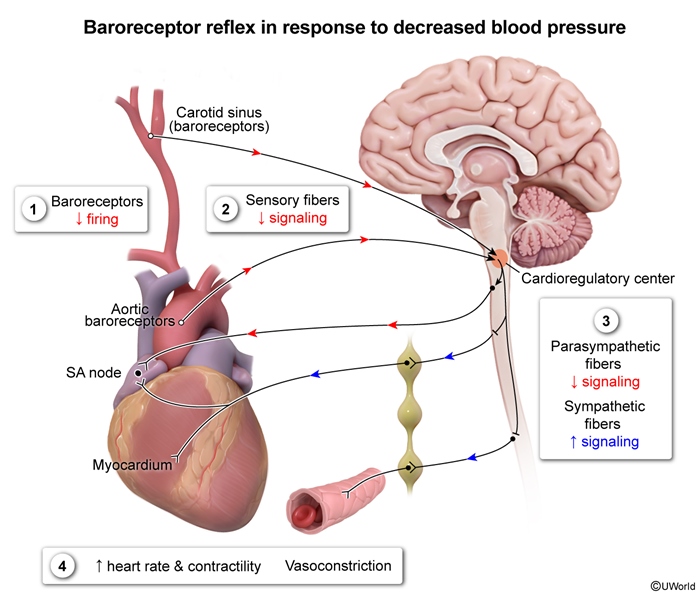 Baroreceptor reflex in response to decreased blood pressure
Carotid sinus
(baroreceptors)
1 Baroreceptors
↓ firing
2 Sensory fibers
↓ signaling
Cardioregulatory center
Aortic
baroreceptors
3
Parasympathetic
fibers
↓ signaling
Sympathetic
fibers
↑ signaling
SA node
Myocardium
4 ↑ heart rate & contractility Vasoconstriction
©UWorld